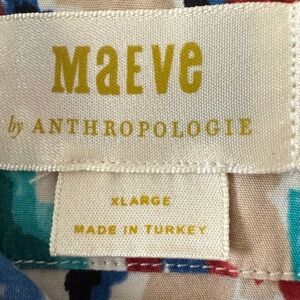 MaEVE
by ANTHROPOLOGIE
XLARGE
MADE IN TURKEY